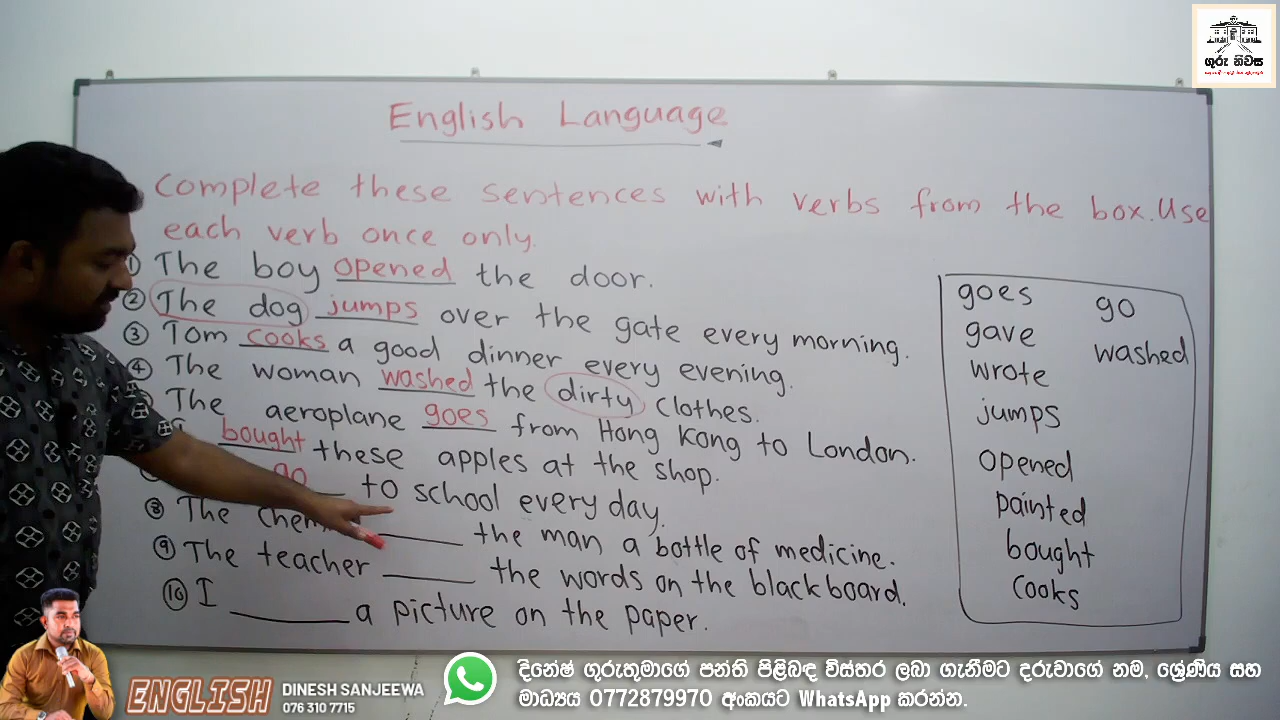 ගුරු නිවස
English Language
Complete these sentences with verbs from the box. Use
each verb once only.
① The boy opened the door.
② The dog jumps over the gate every morning.
③ Tom cooks a good dinner every evening.
④ The woman washed the dirty clothes.
The aeroplane goes from Hong Kong to London.
bought these apples at the shop.
go to school every day.
⑧ The the man a bottle of medicine.
⑨ The teacher ______ the words on the blackboard.
⑩ I ______ a picture on the paper.
goes go
gave washed
wrote
jumps
opened
painted
bought
cooks
ENGLISH DINESH SANJEEWA
076 310 7715
දිනේෂ් ගුරුතුමාගේ පන්ති පිළිබඳ විස්තර ලබා ගැනීමට දරුවාගේ නම, ශ්‍රේණිය සහ
මාධ්‍යය 0772879970 අංකයට WhatsApp කරන්න.